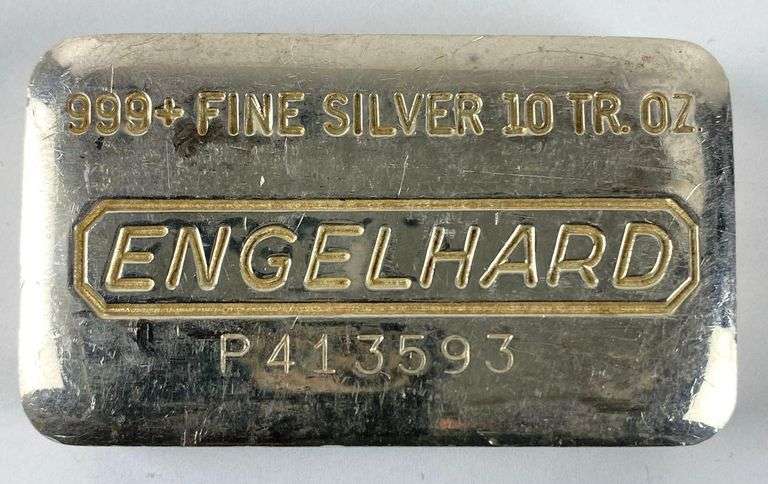 999+ FINE SILVER 10 TR. OZ.
ENGELHARD
P413593